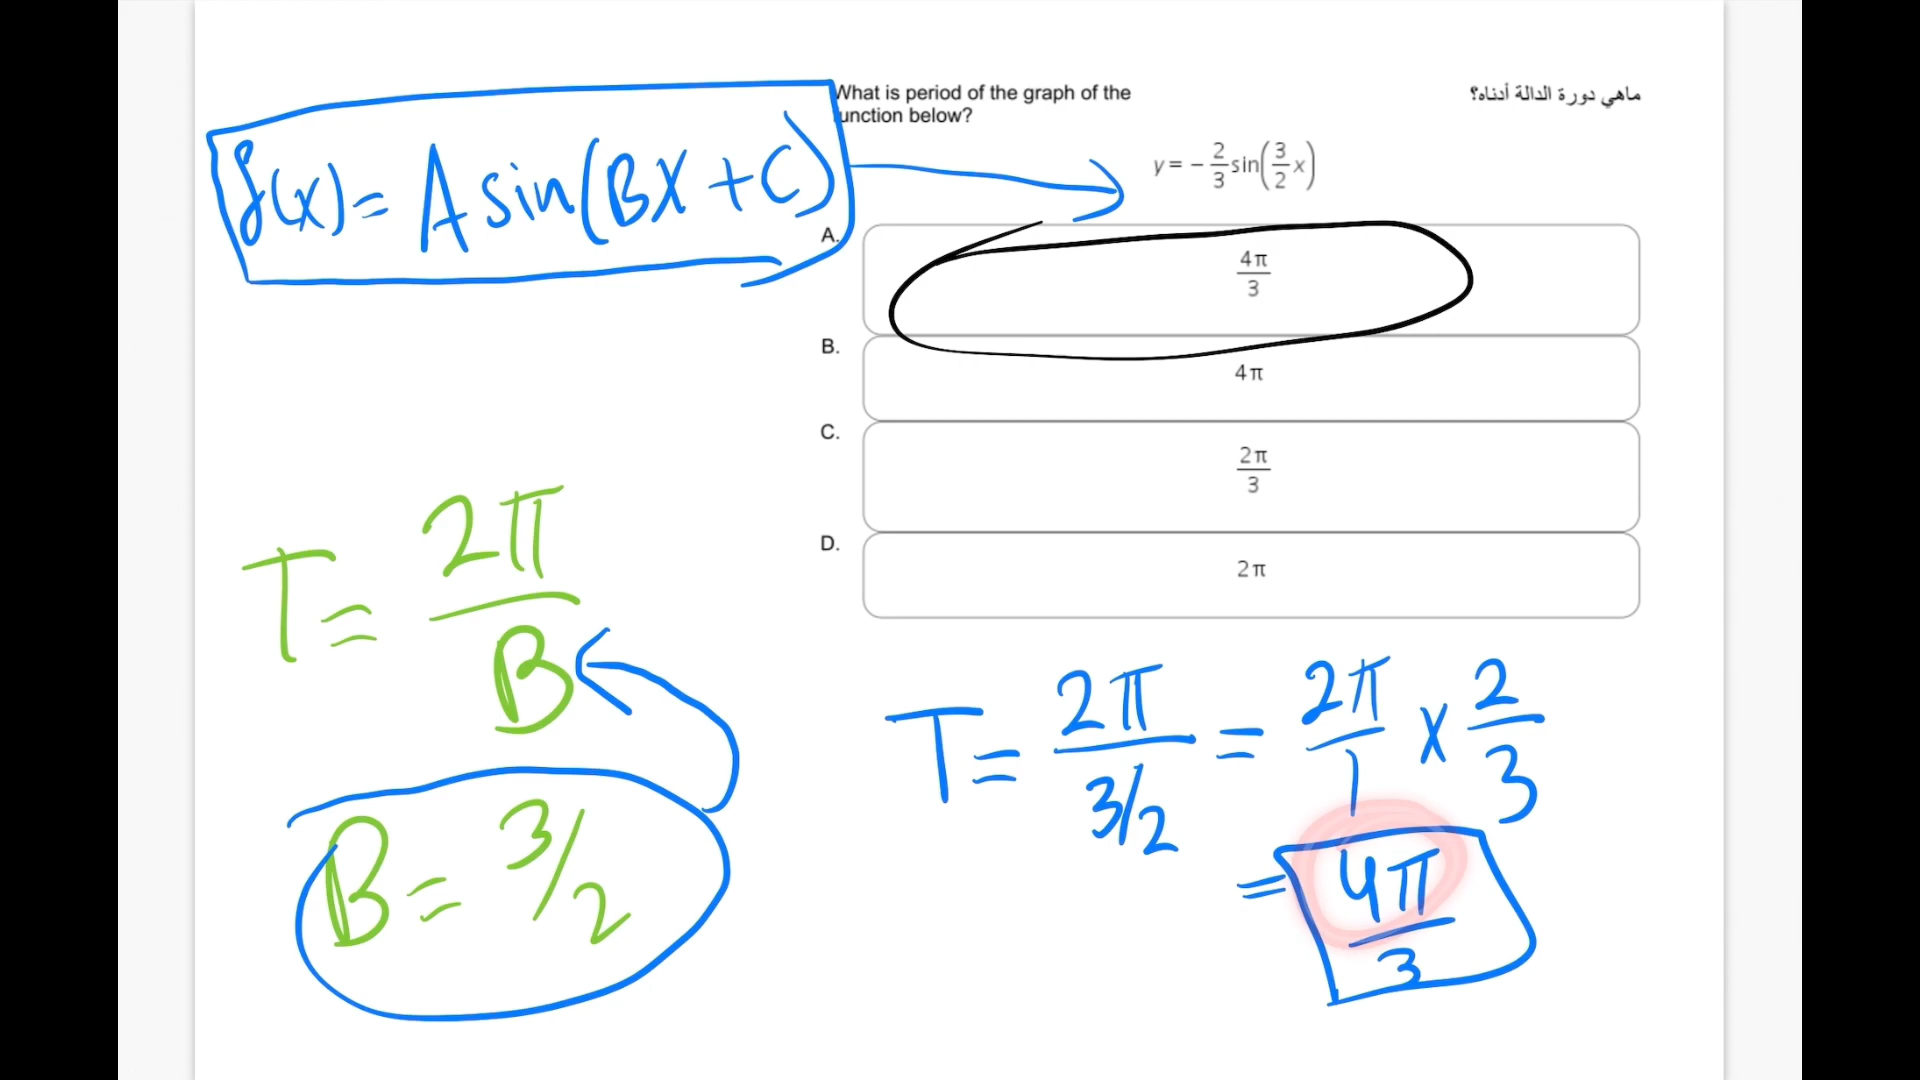 What is period of the graph of the
unction below?
ماهي دورة الدالة أدناه؟
f(x) = A sin(Bx + C)
y = - 2/3 sin(3/2 x)
A. 4π/3
B. 4π
C. 2π/3
D. 2π
T = 2π/B
B = 3/2
T = 2π/3/2 = 2π/1 x 2/3
= 4π/3